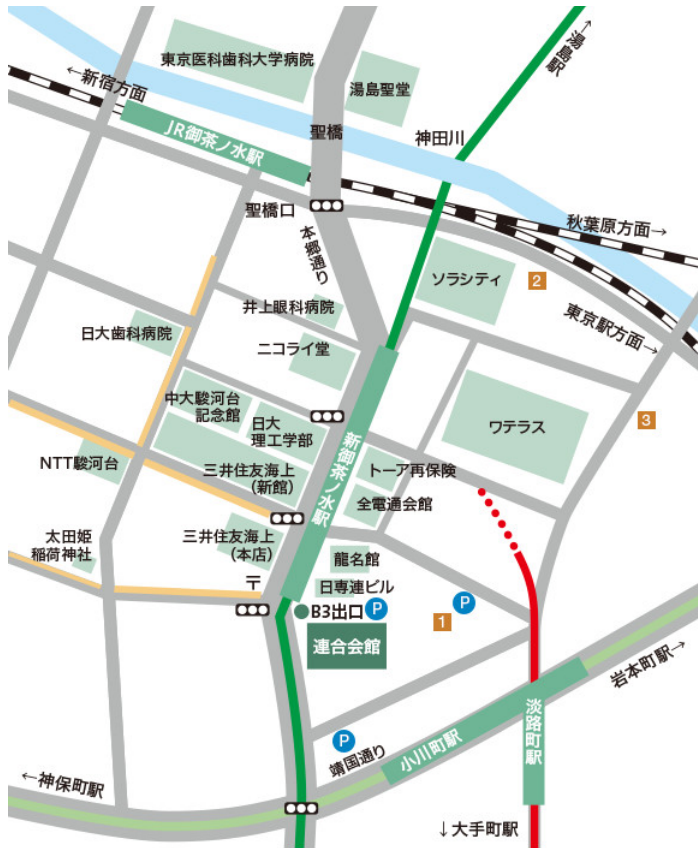 東京医科歯科大学病院
湯島聖堂
→湯島駅
←新宿方面
JR御茶ノ水駅
聖橋
神田川
聖橋口
本郷通り
秋葉原方面→
ソラシティ
2
東京駅方面→
井上眼科病院
日大歯科病院
ニコライ堂
中大駿河台
記念館
日大
理工学部
新御茶ノ水駅
ワテラス
3
NTT駿河台
三井住友海上
(新館)
トーア再保険
全電通会館
太田姫
稲荷神社
三井住友海上
(本店)
龍名館
〒
日専連ビル
B3出口
P
P
1
連合会館
岩本町駅→
淡路町駅
P
靖国通り
小川町駅
←神保町駅
↓大手町駅